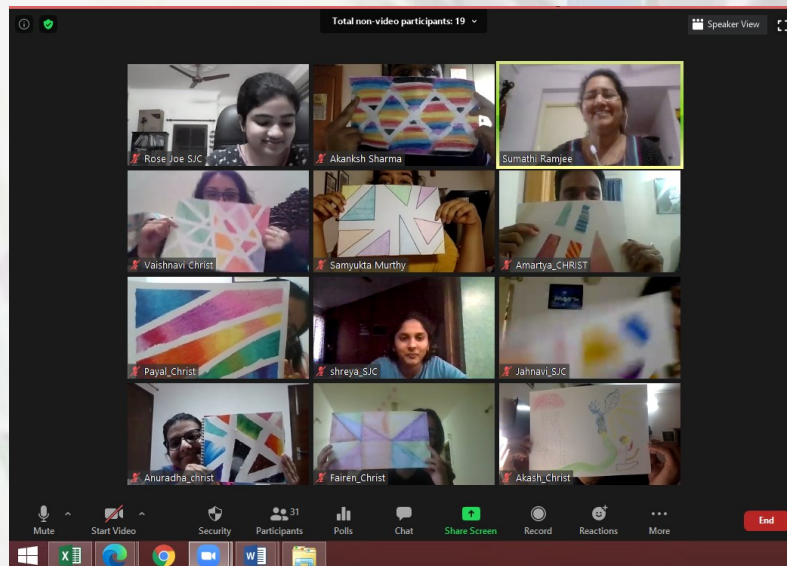 Total non-video participants: 19
Speaker View
Rose Joe SJC
Akanksh Sharma
Sumathi Ramjee
Vaishnavi Christ
Samyukta Murthy
Amartya_CHRIST
Payal_Christ
shreya_SJC
Jahnavi_SJC
Anuradha_christ
Fairen_Christ
Akash_Christ
31
Mute
Start Video
Security
Participants
Polls
Chat
Share Screen
Record
Reactions
More
End